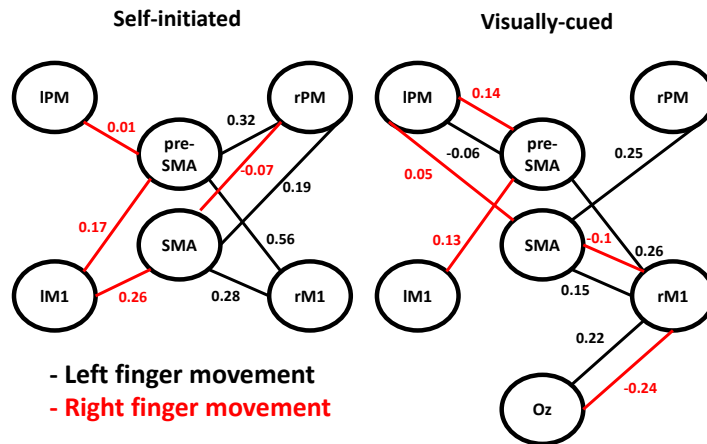 Self-initiated
Visually-cued
lPM
rPM
0.01
0.32
pre-
SMA
-0.07
0.19
0.17
SMA
0.56
0.26
0.28
lM1
rM1
lPM
rPM
0.14
-0.06
pre-
SMA
0.25
0.05
0.13
SMA
-0.1
0.26
0.15
lM1
rM1
0.22
-0.24
Oz
- Left finger movement
- Right finger movement